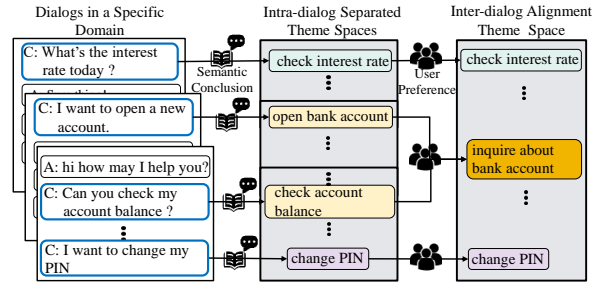 Dialogs in a Specific
Domain
C: What's the interest
rate today ?
C: I want to open a new
account.
A: hi how may I help you?
C: Can you check my
account balance ?
C: I want to change my
PIN
Semantic
Conclusion
Intra-dialog Separated
Theme Spaces
check interest rate
open bank account
check account
balance
change PIN
User
Preference
Inter-dialog Alignment
Theme Space
check interest rate
inquire about
bank account
change PIN